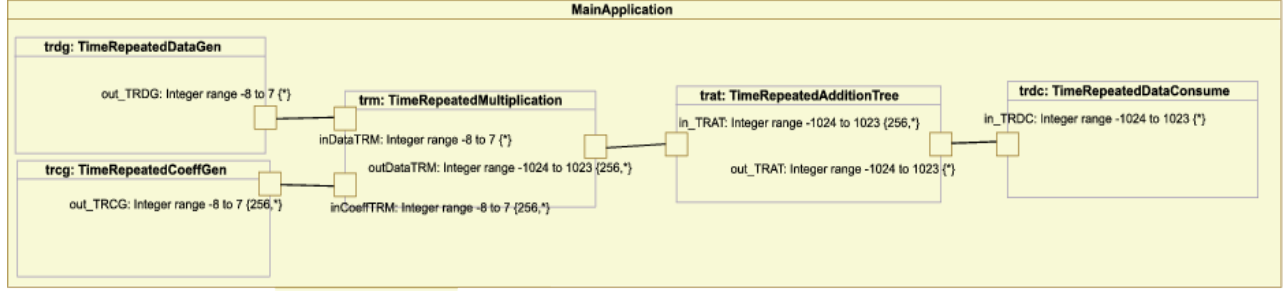 MainApplication
trdg: TimeRepeatedDataGen
out_TRDG: Integer range -8 to 7 {*}
trm: TimeRepeatedMultiplication
inDataTRM: Integer range -8 to 7 {*}
outDataTRM: Integer range -1024 to 1023 {256,*}
inCoeffTRM: Integer range -8 to 7 {256,*}
trcg: TimeRepeatedCoeffGen
out_TRCG: Integer range -8 to 7 {256,*}
trat: TimeRepeatedAdditionTree
in_TRAT: Integer range -1024 to 1023 {256,*}
out_TRAT: Integer range -1024 to 1023 {*}
trdc: TimeRepeatedDataConsume
in_TRDC: Integer range -1024 to 1023 {*}